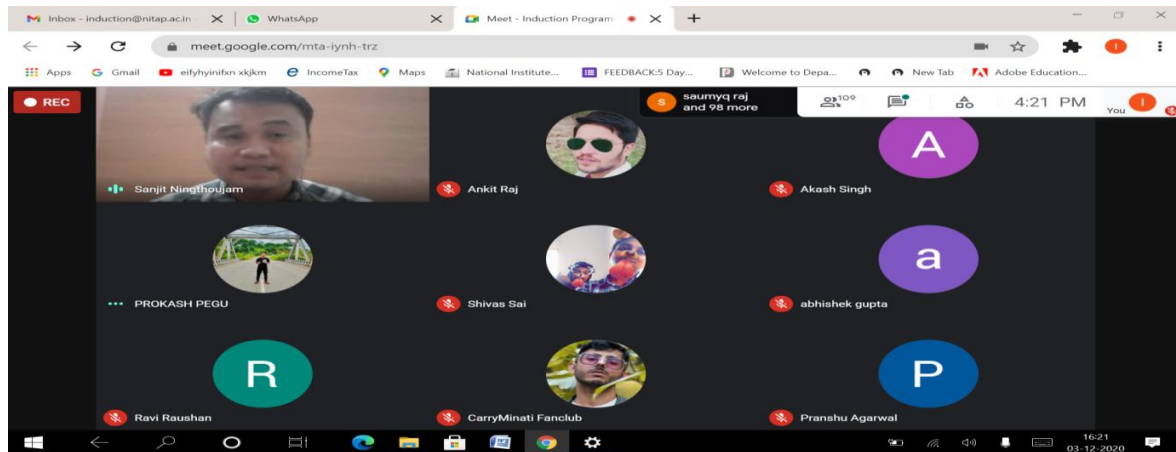 Inbox - induction@nitap.ac.in -
WhatsApp
Meet - Induction Program
meet.google.com/mta-iynh-trz
Apps
Gmail
eifyhyinifxn xkjkm
IncomeTax
Maps
National Institute...
FEEDBACK:5 Day...
Welcome to Depa...
New Tab
Adobe Education...
REC
S
saumyq raj
and 98 more
109
4:21 PM
You
I
I
A
Sanjit Ningthoujam
Ankit Raj
Akash Singh
a
PROKASH PEGU
Shivas Sai
abhishek gupta
R
P
Ravi Raushan
CarryMinati Fanclub
Pranshu Agarwal
16:21
03-12-2020